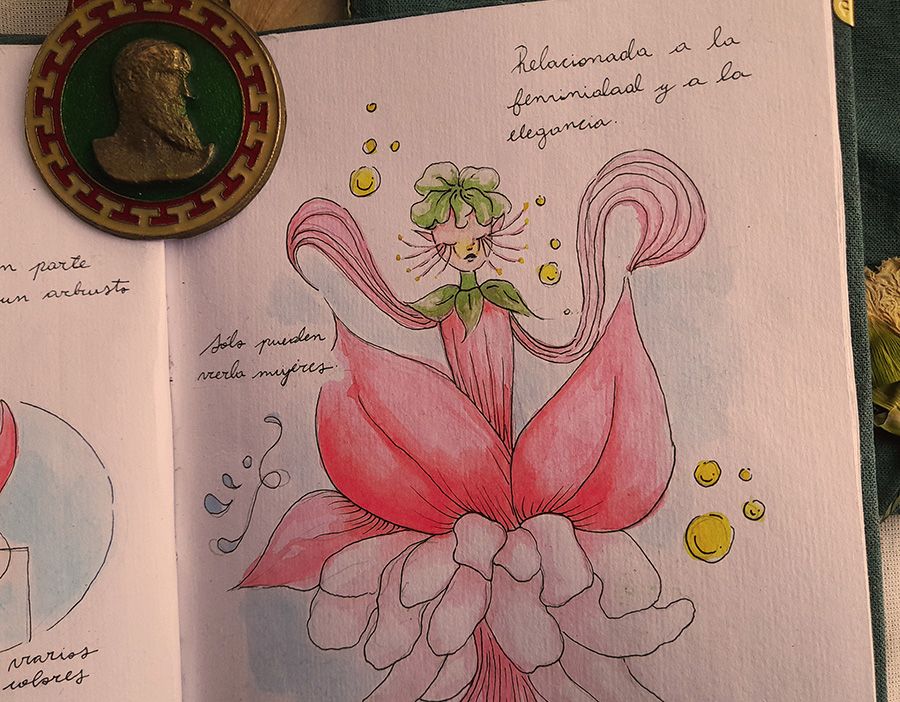 Relacionada a la
feminidad y a la
elegancia.
n parte
un arbusto
Sólo pueden
verla mujeres.
varios
colores